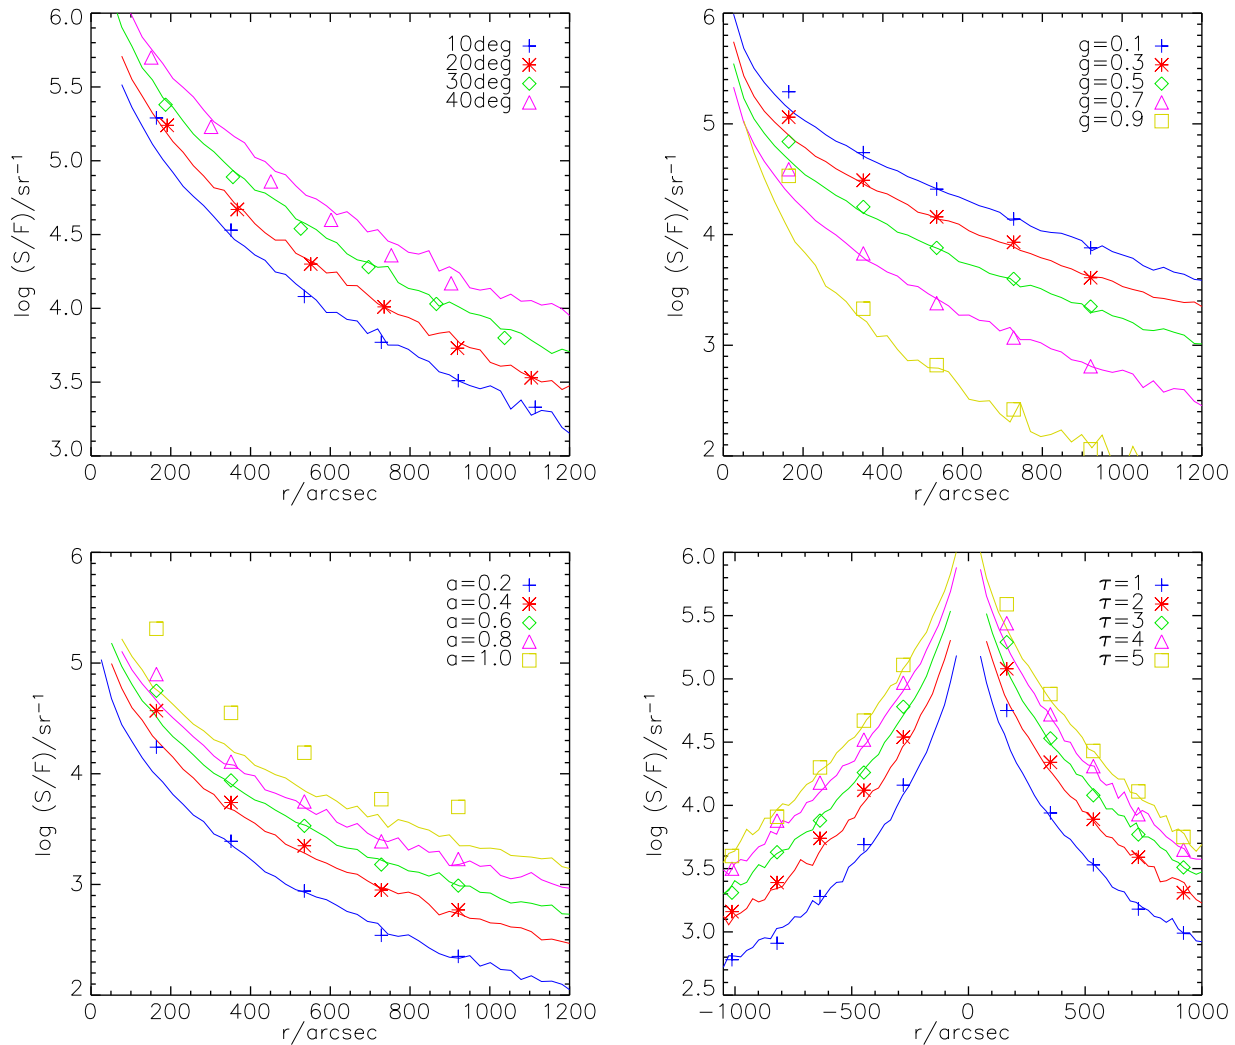 6.0
5.5
5.0
4.5
4.0
3.5
3.0
log (S/F)/sr⁻¹
10deg
20deg
30deg
40deg
0 200 400 600 800 1000 1200
r/arcsec
6
5
4
3
2
log (S/F)/sr⁻¹
g=0.1
g=0.3
g=0.5
g=0.7
g=0.9
0 200 400 600 800 1000 1200
r/arcsec
6
5
4
3
2
log (S/F)/sr⁻¹
a=0.2
a=0.4
a=0.6
a=0.8
a=1.0
0 200 400 600 800 1000 1200
r/arcsec
6.0
5.5
5.0
4.5
4.0
3.5
3.0
2.5
log (S/F)/sr⁻¹
τ=1
τ=2
τ=3
τ=4
τ=5
−1000 −500 0 500 1000
r/arcsec